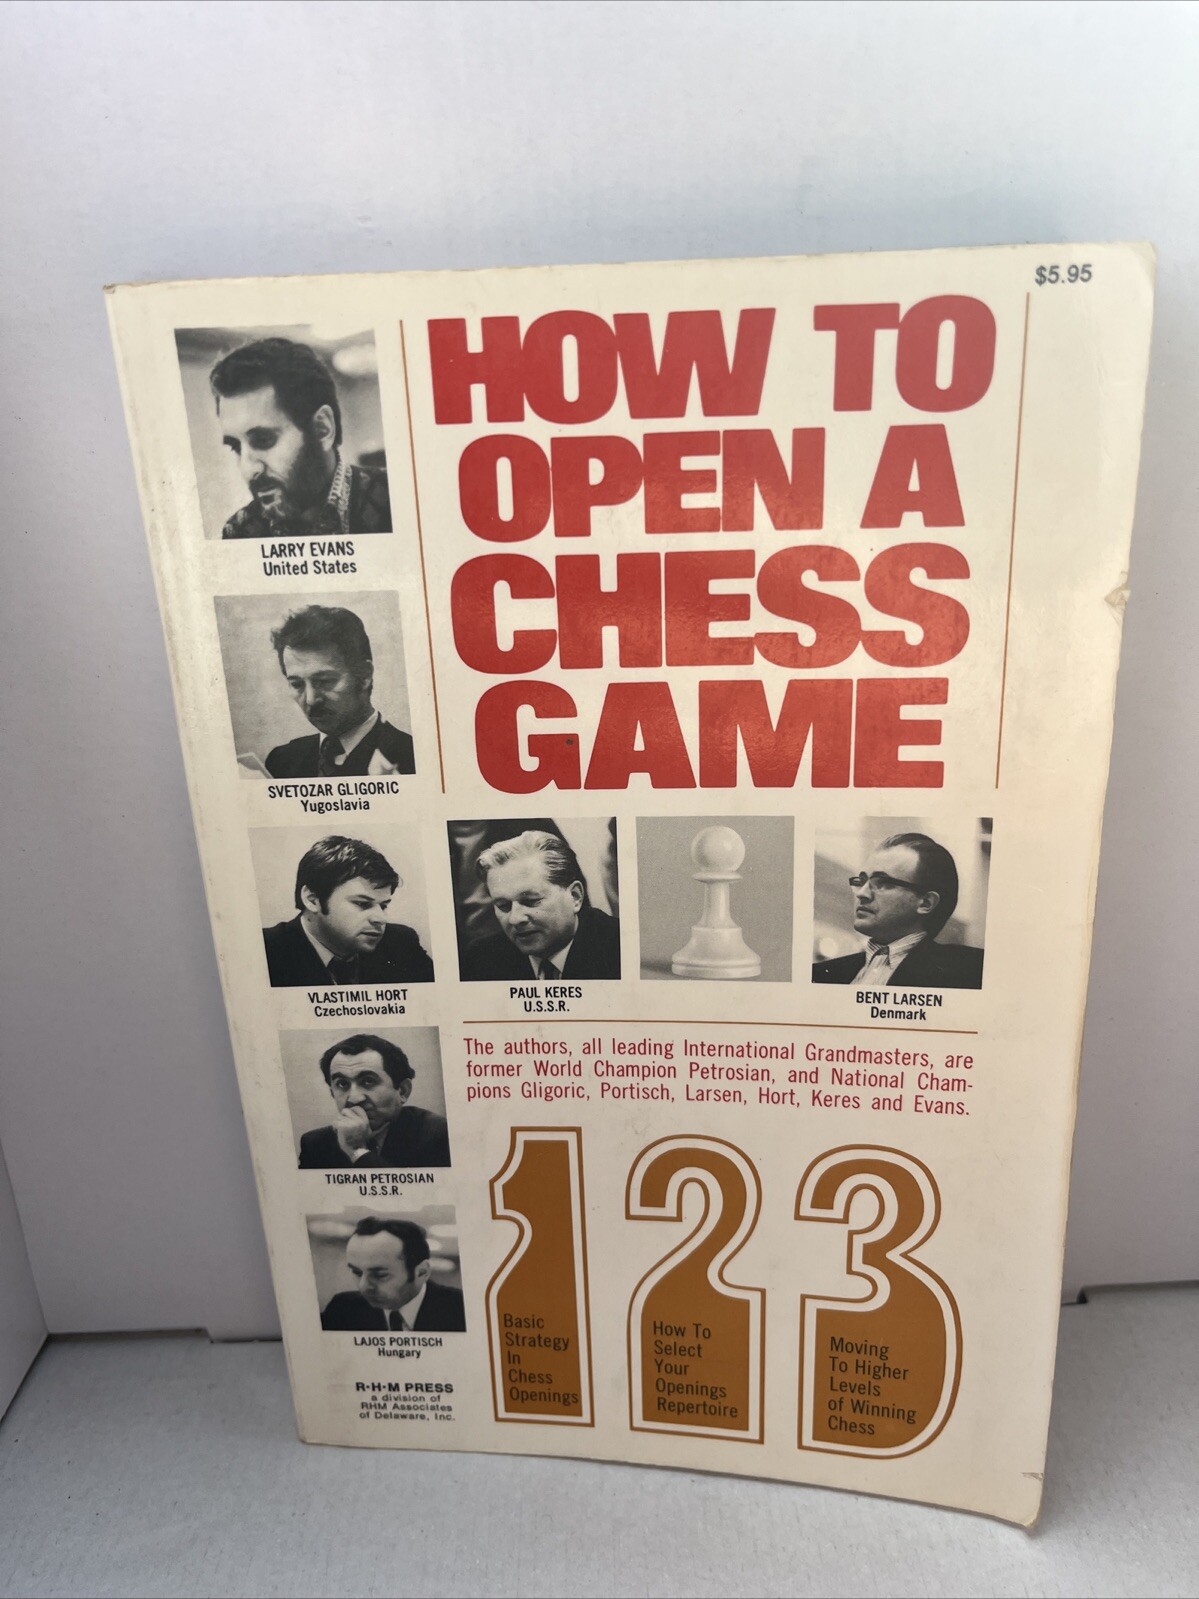 $5.95
HOW TO
OPEN A
CHESS
GAME
LARRY EVANS
United States
SVETOZAR GLIGORIC
Yugoslavia
VLASTIMIL HORT
Czechoslovakia
PAUL KERES
U.S.S.R.
BENT LARSEN
Denmark
TIGRAN PETROSIAN
U.S.S.R.
LAJOS PORTISCH
Hungary
R·H·M PRESS
a division of
RHM Associates
of Delaware, Inc.
The authors, all leading International Grandmasters, are
former World Champion Petrosian, and National Cham-
pions Gligoric, Portisch, Larsen, Hort, Keres and Evans.
1
Basic
Strategy
In
Chess
Openings
2
How To
Select
Your
Openings
Repertoire
3
Moving
To Higher
Levels
of Winning
Chess